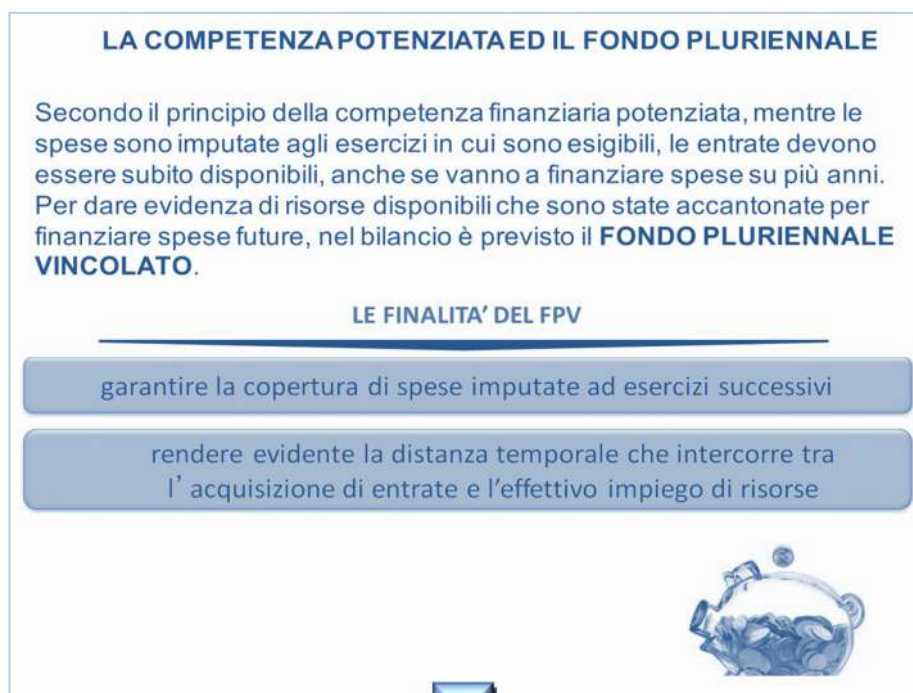 LA COMPETENZA POTENZIATA ED IL FONDO PLURIENNALE
Secondo il principio della competenza finanziaria potenziata, mentre le
spese sono imputate agli esercizi in cui sono esigibili, le entrate devono
essere subito disponibili, anche se vanno a finanziare spese su più anni.
Per dare evidenza di risorse disponibili che sono state accantonate per
finanziare spese future, nel bilancio è previsto il FONDO PLURIENNALE
VINCOLATO.
LE FINALITA’ DEL FPV
garantire la copertura di spese imputate ad esercizi successivi
rendere evidente la distanza temporale che intercorre tra
l’ acquisizione di entrate e l’effettivo impiego di risorse